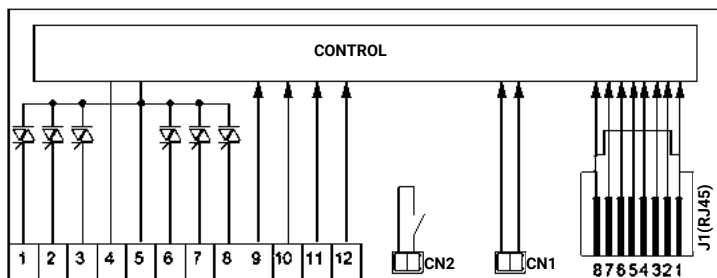 CONTROL
1 2 3 4 5 6 7 8 9 10 11 12
CN2
CN1
87654321
J1(RJ45)